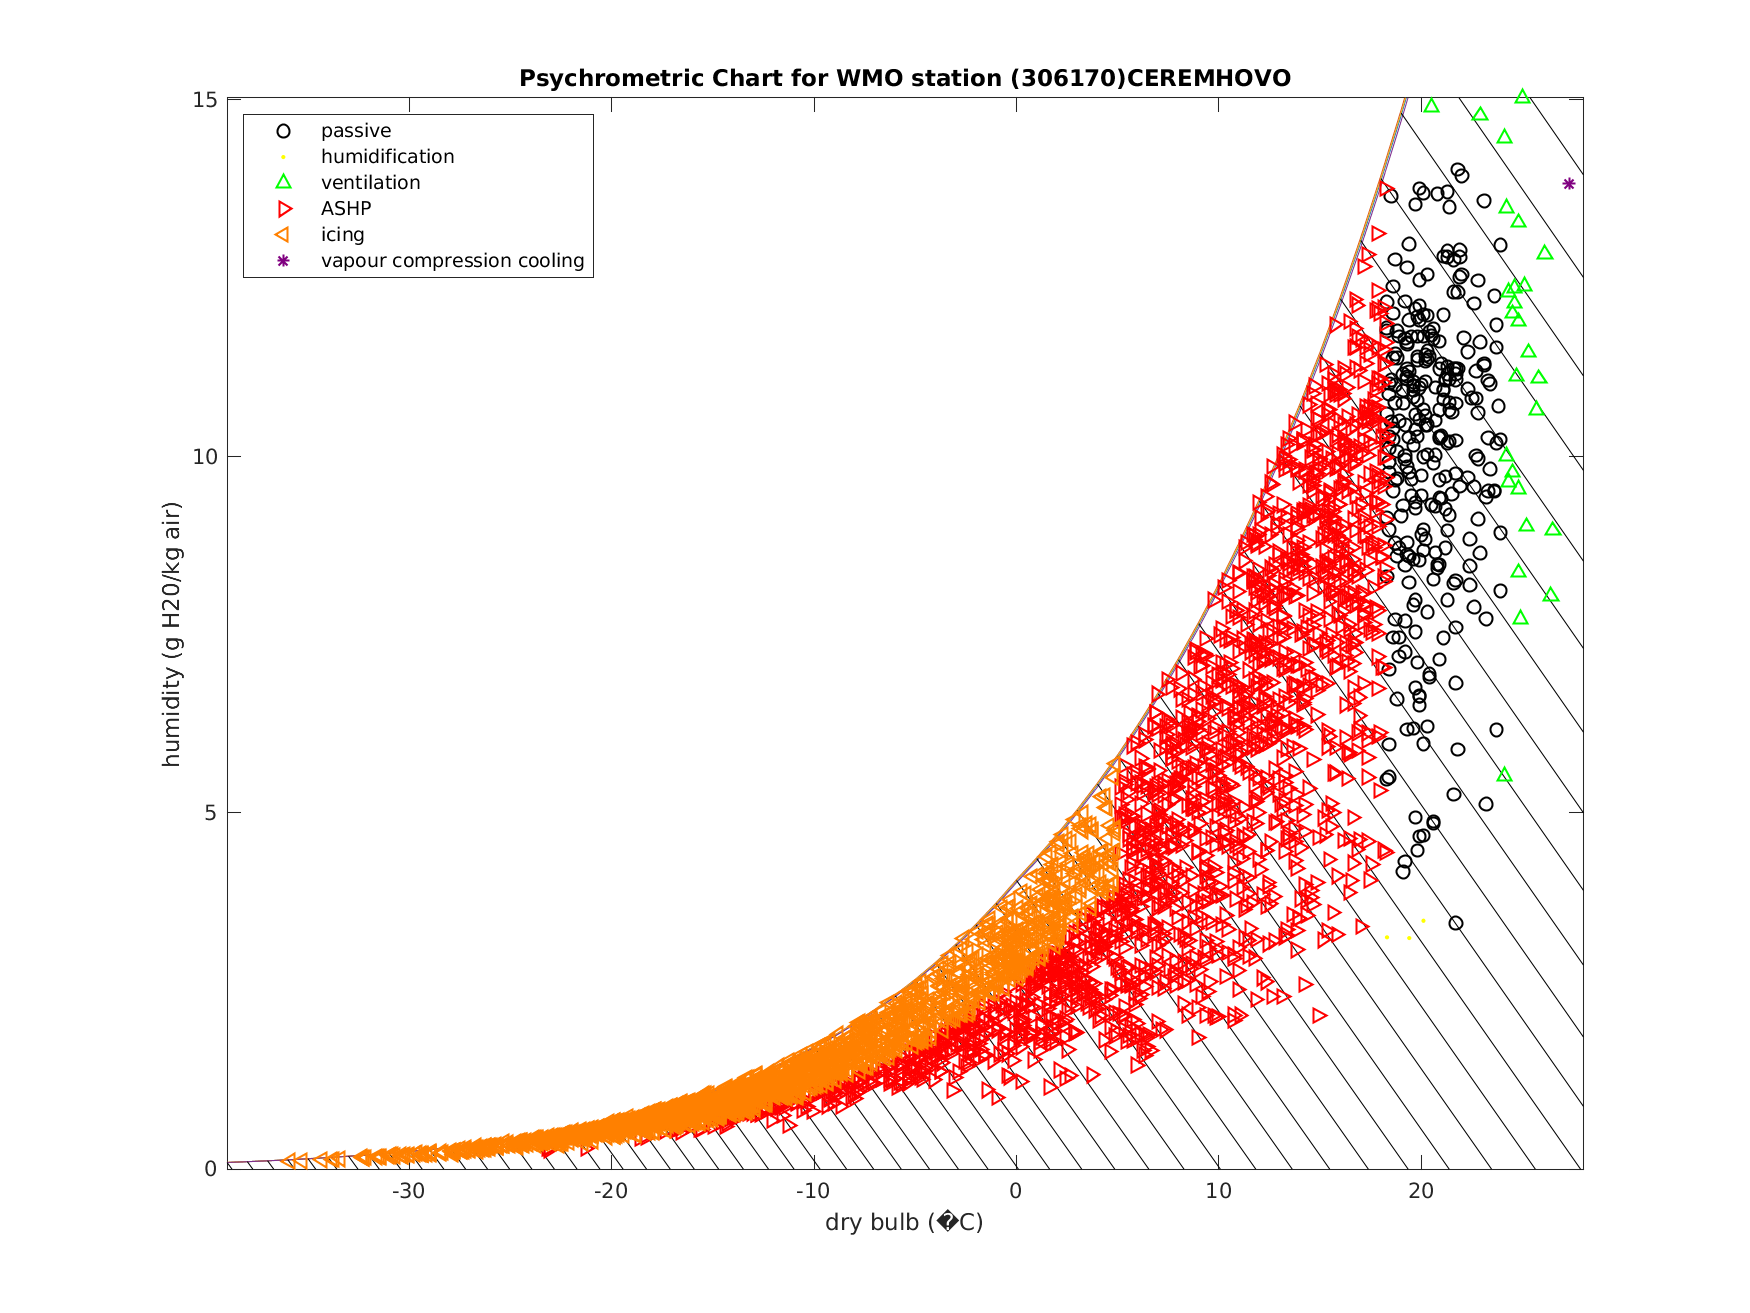 Psychrometric Chart for WMO station (306170)CEREMHOVO
passive
humidification
ventilation
ASHP
icing
vapour compression cooling
15
10
5
0
humidity (g H20/kg air)
-30 -20 -10 0 10 20
dry bulb (�C)